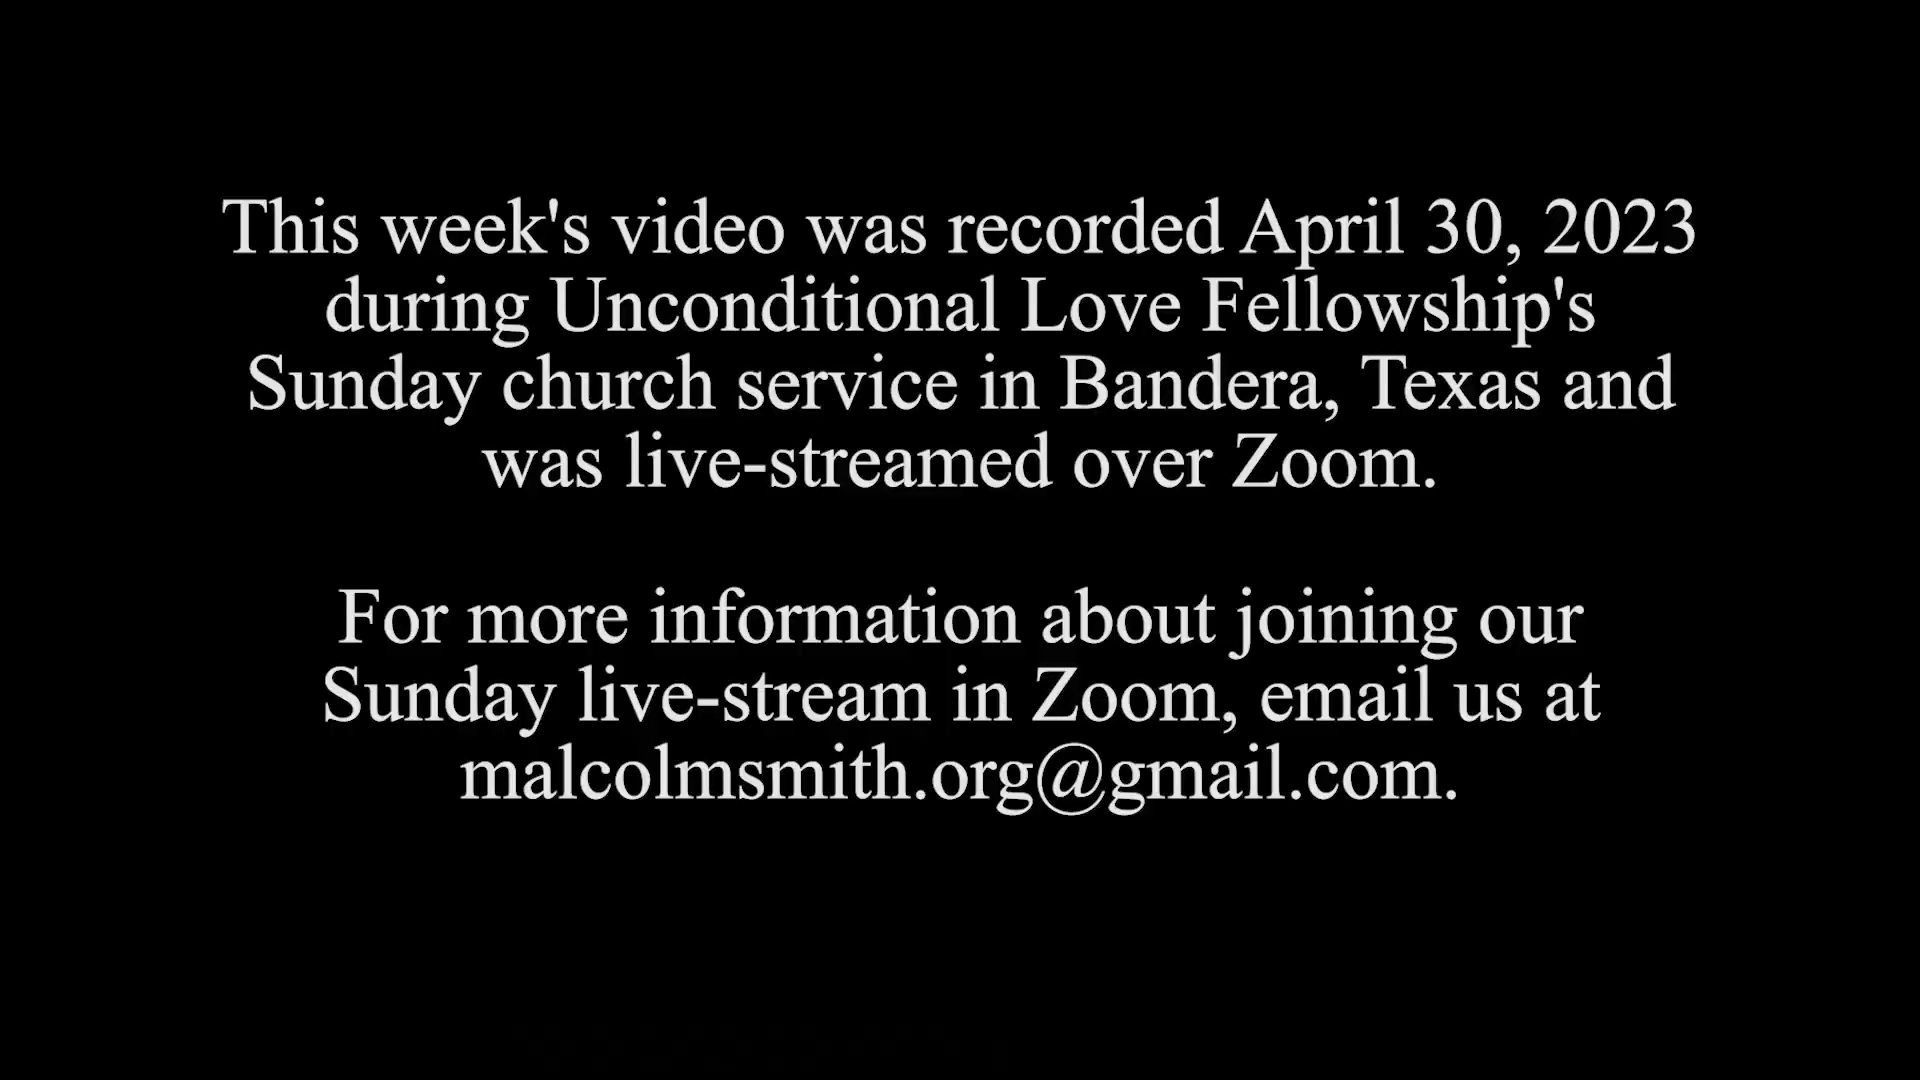 This week's video was recorded April 30, 2023
during Unconditional Love Fellowship's
Sunday church service in Bandera, Texas and
was live-streamed over Zoom.
For more information about joining our
Sunday live-stream in Zoom, email us at
malcolmsmith.org@gmail.com.